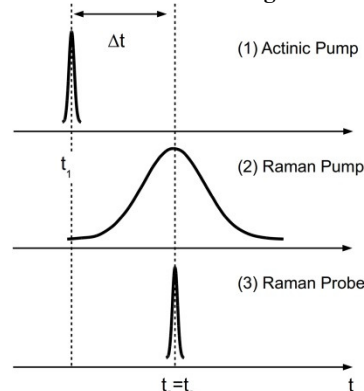 Δt
(1) Actinic Pump
t₁
(2) Raman Pump
(3) Raman Probe
t =t
t